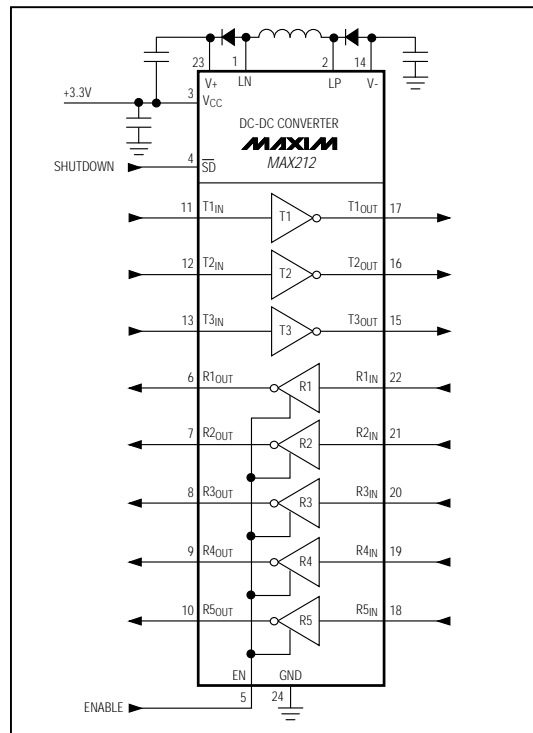 23 1 2 14
V+ LN LP V-
+3.3V 3 VCC
DC-DC CONVERTER
MAXIM
MAX212
SHUTDOWN 4 SD
11 T1IN T1 T1OUT 17
12 T2IN T2 T2OUT 16
13 T3IN T3 T3OUT 15
6 R1OUT R1 R1IN 22
7 R2OUT R2 R2IN 21
8 R3OUT R3 R3IN 20
9 R4OUT R4 R4IN 19
10 R5OUT R5 R5IN 18
EN GND
5 24
ENABLE